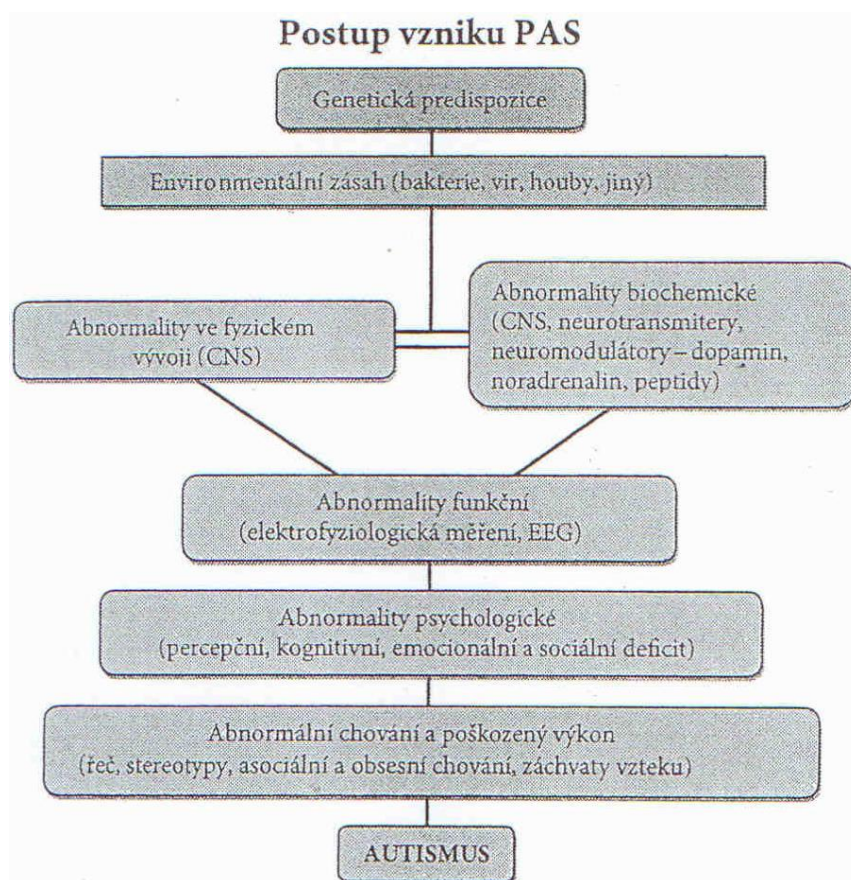 Postup vzniku PAS
Genetická predispozice
Environmentální zásah (bakterie, vir, houby, jiný)
Abnormality ve fyzickém
vývoji (CNS)
Abnormality biochemické
(CNS, neurotransmitery,
neuromodulátory – dopamin,
noradrenalin, peptidy)
Abnormality funkční
(elektrofyziologická měření, EEG)
Abnormality psychologické
(percepční, kognitivní, emocionální a sociální deficit)
Abnormální chování a poškozený výkon
(řeč, stereotypy, asociální a obsesní chování, záchvaty vzteku)
AUTISMUS